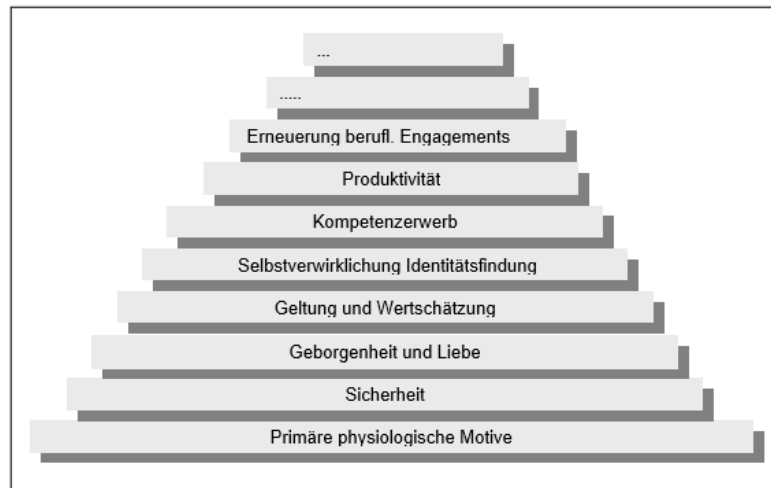 ...
.....
Erneuerung berufl. Engagements
Produktivität
Kompetenzerwerb
Selbstverwirklichung Identitätsfindung
Geltung und Wertschätzung
Geborgenheit und Liebe
Sicherheit
Primäre physiologische Motive